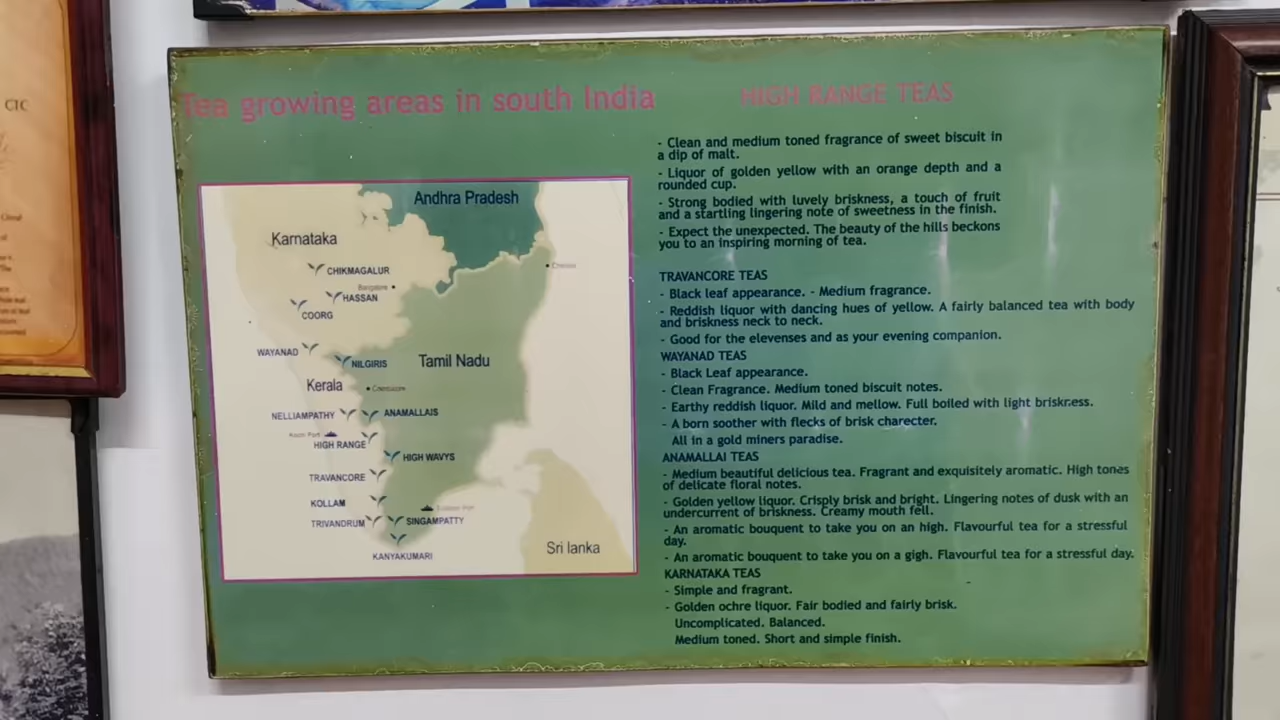 CTC
Tea growing areas in south India
Andhra Pradesh
Karnataka
CHIKMAGALUR
Chennai
Bangalore
HASSAN
COORG
WAYANAD
NILGIRIS
Tamil Nadu
Kerala
Coimbatore
NELLIAMPATHY
ANAMALLAIS
HIGH RANGE
HIGH WAVYS
TRAVANCORE
KOLLAM
TRIVANDRUM
SINGAMPATTY
KANYAKUMARI
Sri lanka
HIGH RANGE TEAS
- Clean and medium toned fragrance of sweet biscuit in
a dip of malt.
- Liquor of golden yellow with an orange depth and a
rounded cup.
- Strong bodied with luvely briskness, a touch of fruit
and a startling lingering note of sweetness in the finish.
- Expect the unexpected. The beauty of the hills beckons
you to an inspiring morning of tea.
TRAVANCORE TEAS
- Black leaf appearance. - Medium fragrance.
- Reddish liquor with dancing hues of yellow. A fairly balanced tea with body
and briskness neck to neck.
- Good for the elevenses and as your evening companion.
WAYANAD TEAS
- Black Leaf appearance.
- Clean Fragrance. Medium toned biscuit notes.
- Earthy reddish liquor. Mild and mellow. Full boiled with light briskness.
- A born soother with flecks of brisk charecter.
All in a gold miners paradise.
ANAMALLAI TEAS
- Medium beautiful delicious tea. Fragrant and exquisitely aromatic. High tones
of delicate floral notes.
- Golden yellow liquor. Crisply brisk and bright. Lingering notes of dusk with an
undercurrent of briskness. Creamy mouth fell.
- An aromatic bouquent to take you on an high. Flavourful tea for a stressful
day.
- An aromatic bouquent to take you on a gigh. Flavourful tea for a stressful day.
KARNATAKA TEAS
- Simple and fragrant.
- Golden ochre liquor. Fair bodied and fairly brisk.
Uncomplicated. Balanced.
Medium toned. Short and simple finish.